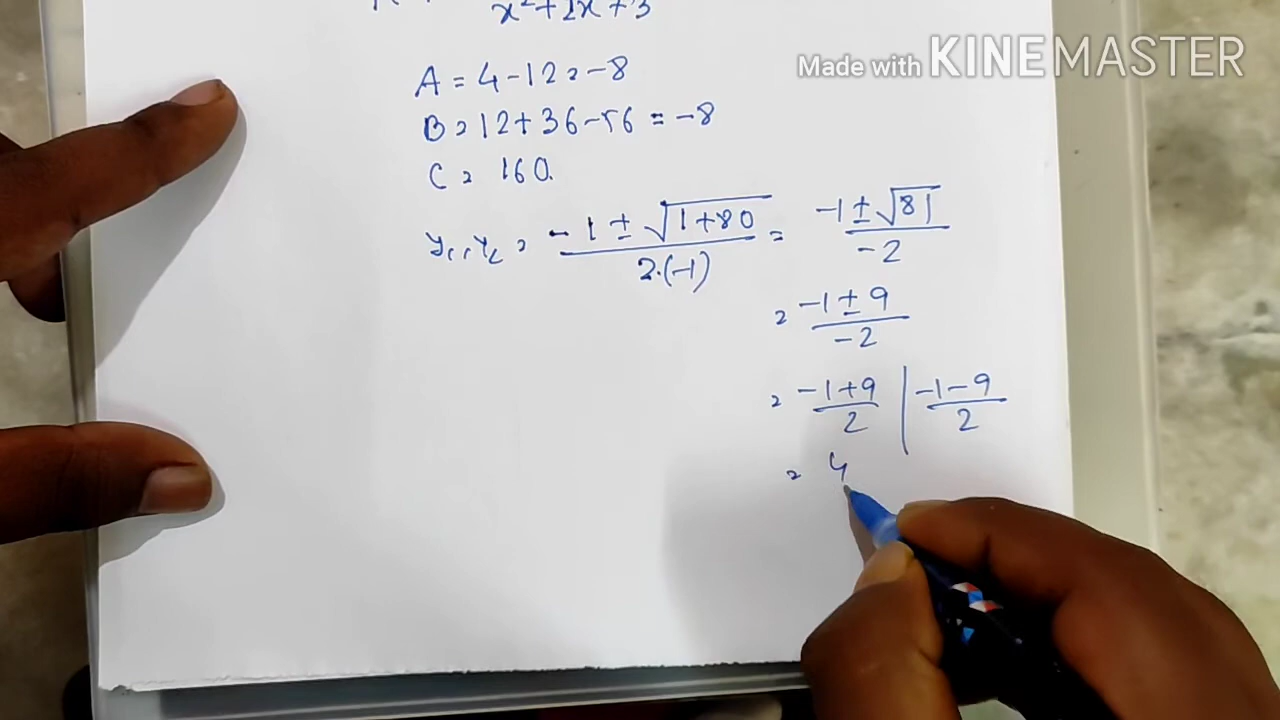 x²+2x+3
Made with KINEMASTER
A = 4-12 = -8
B = 12+36-56 = -8
C = 160.
y₁, y₂ = (-1 ± √(1+80)) / (2·(-1)) = (-1 ± √81) / (-2)
= (-1 ± 9) / (-2)
= (-1+9) / 2 | (-1-9) / 2
= 4